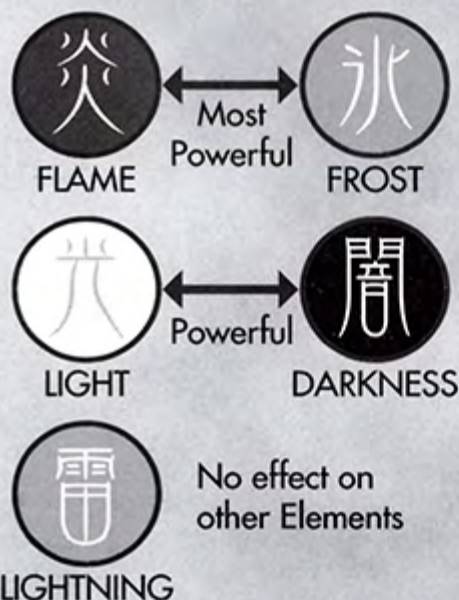 炎
氷
Most
Powerful
FLAME
FROST
光
闇
Powerful
LIGHT
DARKNESS
雷
No effect on
other Elements
LIGHTNING